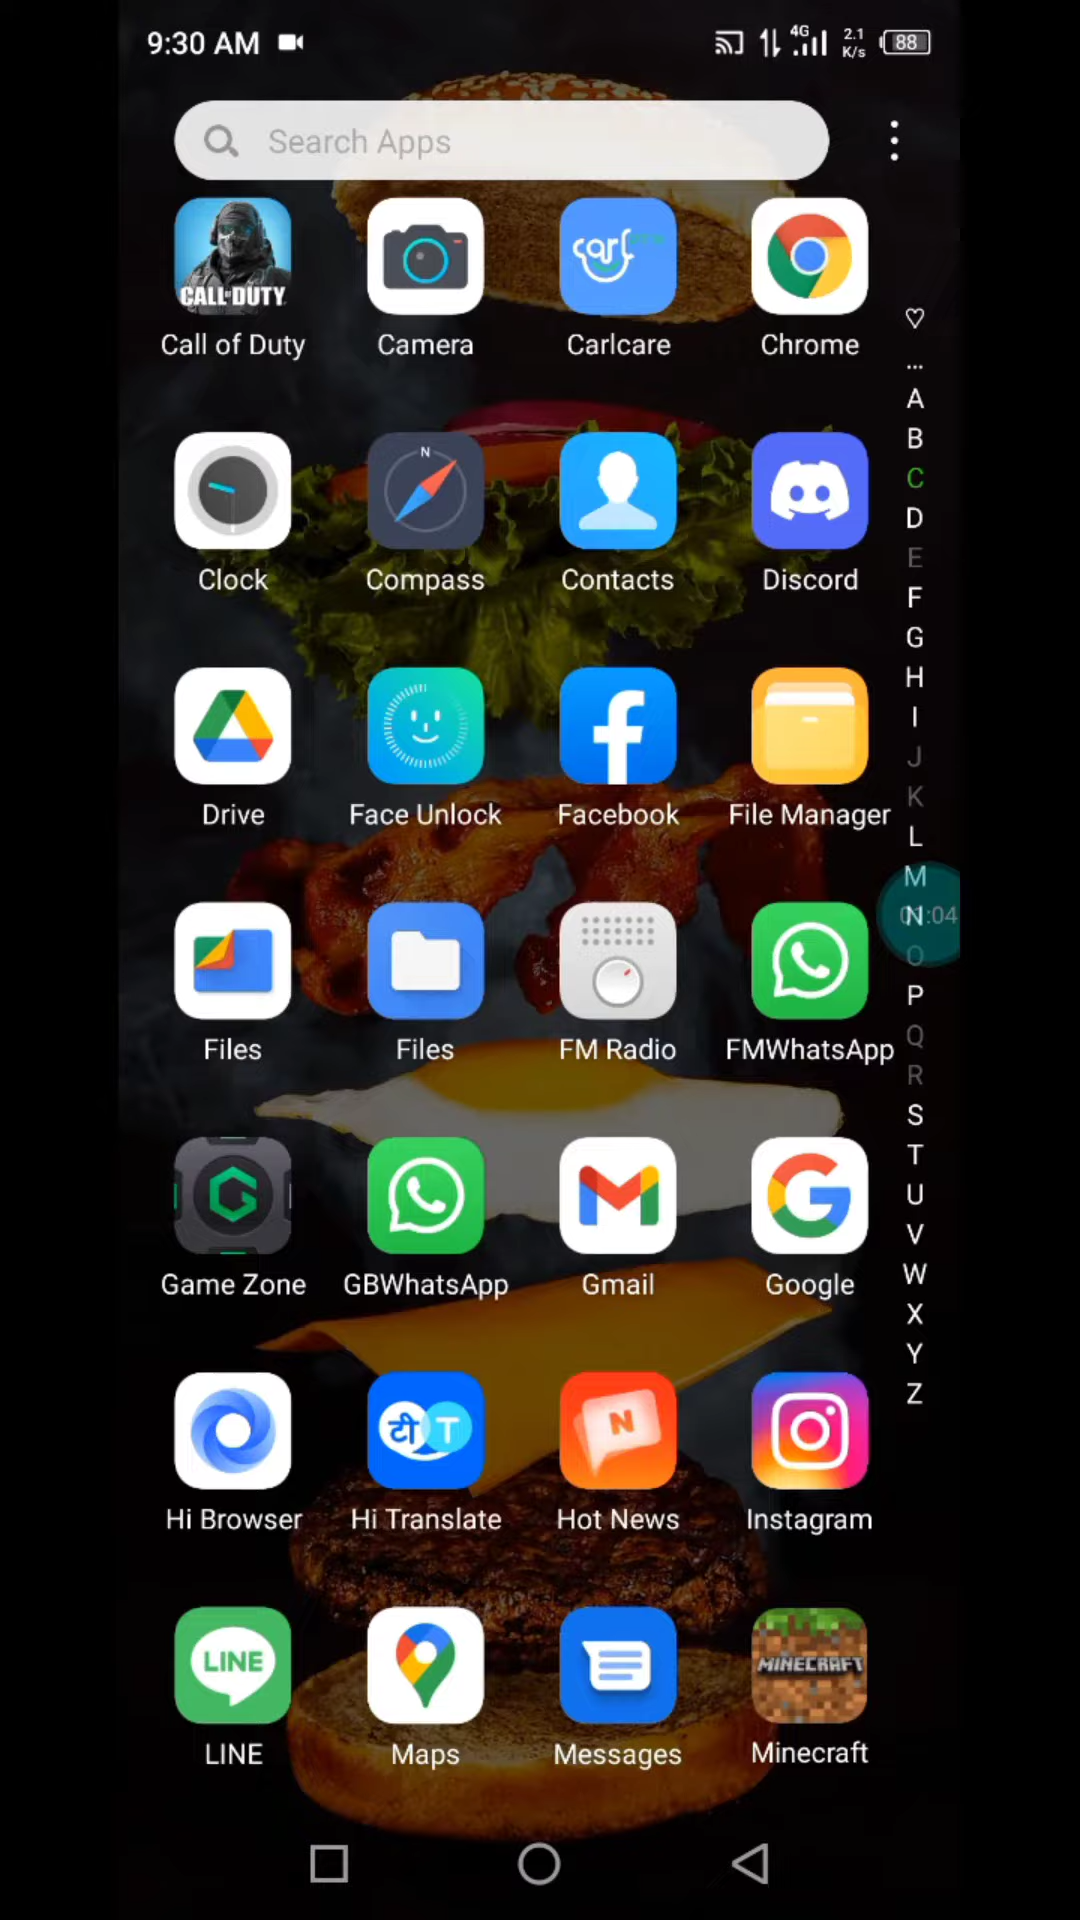 9:30 AM 4G 2.1 K/s 88
Search Apps
CALL OF DUTY
carl
Call of Duty Camera Carlcare Chrome
N
Clock Compass Contacts Discord
Drive Face Unlock Facebook File Manager
Files Files FM Radio FMWhatsApp
Game Zone GBWhatsApp Gmail Google
टी T N
Hi Browser Hi Translate Hot News Instagram
LINE MINECRAFT
LINE Maps Messages Minecraft
...
A
B
C
D
E
F
G
H
I
J
K
L
M
N
O
P
Q
R
S
T
U
V
W
X
Y
Z